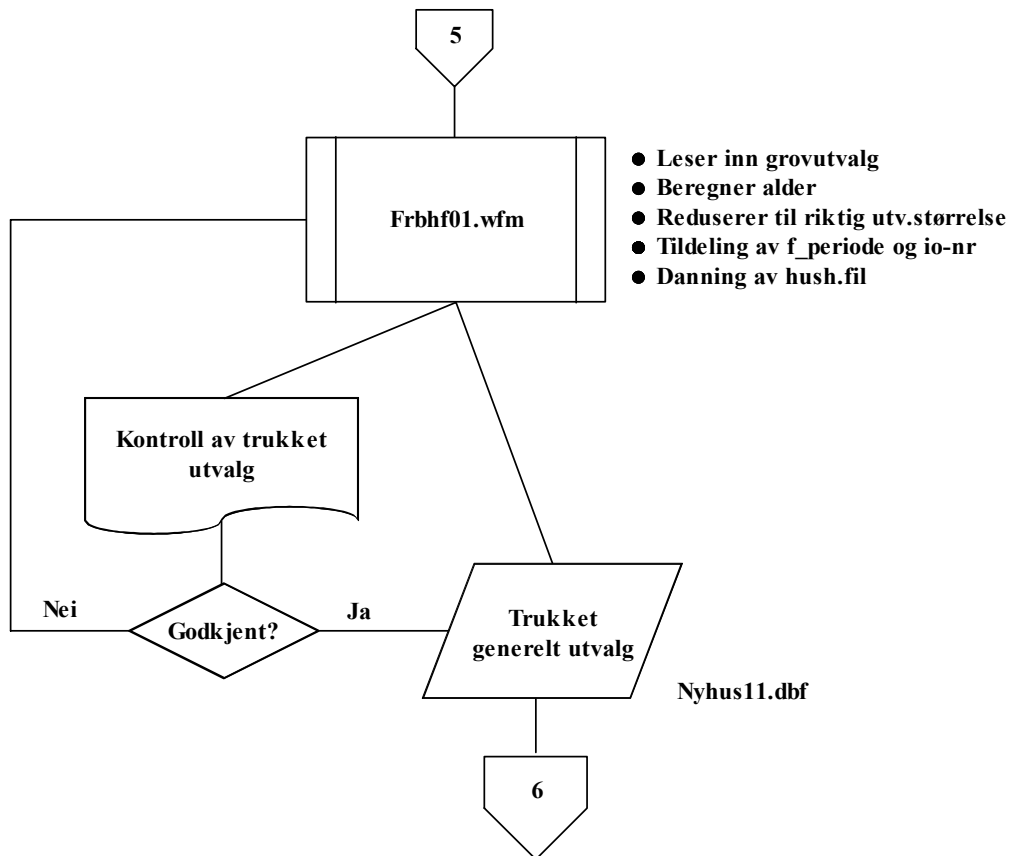 5
Frbhf01.wfm
● Leser inn grovutvalg
● Beregner alder
● Reduserer til riktig utv.størrelse
● Tildeling av f_periode og io-nr
● Danning av hush.fil
Kontroll av trukket
utvalg
Nei
Godkjent?
Ja
Trukket
generelt utvalg
Nyhus11.dbf
6